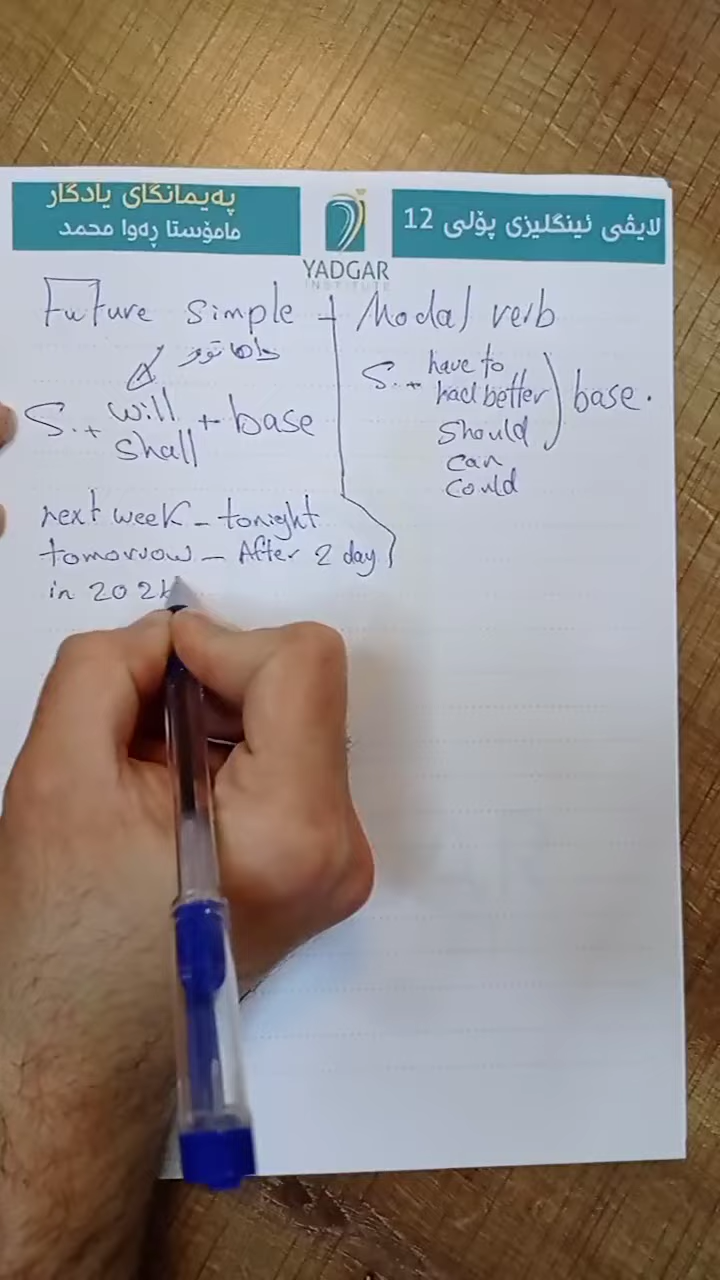 پەیمانگای یادگار
مامۆستا ڕەوا محمد
YADGAR
INSTITUTE
لایڤی ئینگلیزی پۆلی 12
Future simple
داهاتوو
S. + will + base
shall
next week - tonight
tomorrow - After 2 day
in 202
Modal verb
S. + have to
had better
should
can
could
base.